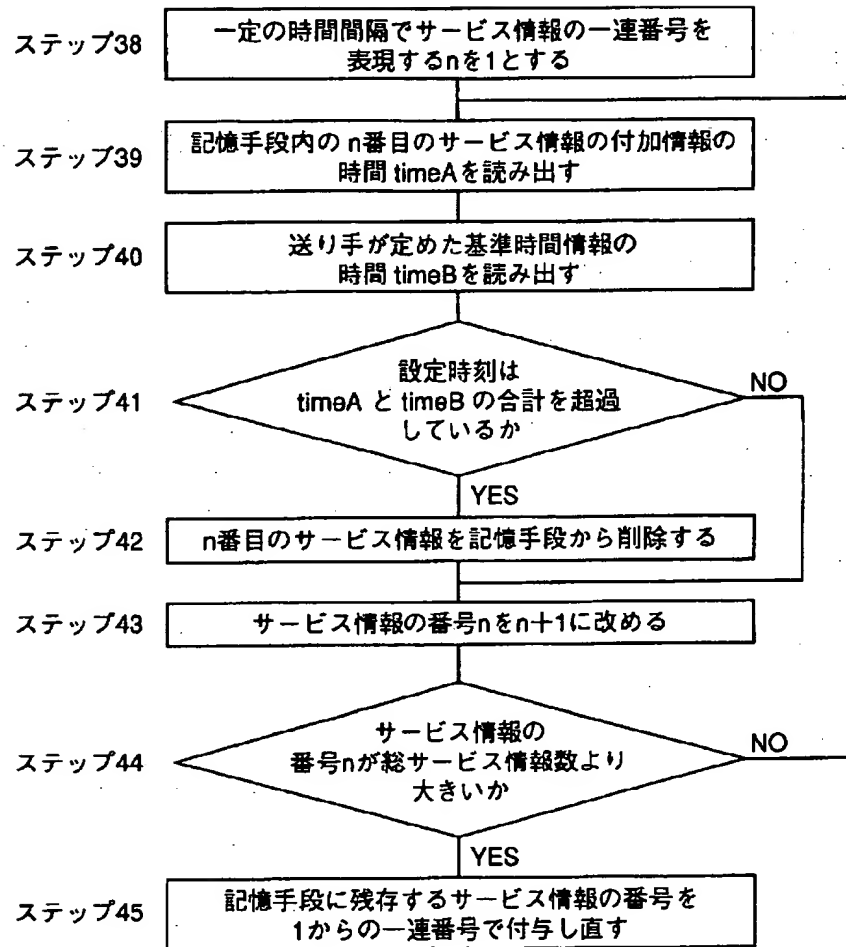 ステップ38
一定の時間間隔でサービス情報の一連番号を
表現するnを1とする
ステップ39
記憶手段内の n番目のサービス情報の付加情報の
時間 timeAを読み出す
ステップ40
送り手が定めた基準時間情報の
時間 timeBを読み出す
ステップ41
設定時刻は
timeA と timeB の合計を超過
しているか
NO
YES
ステップ42
n番目のサービス情報を記憶手段から削除する
ステップ43
サービス情報の番号nをn+1に改める
ステップ44
サービス情報の
番号nが総サービス情報数より
大きいか
NO
YES
ステップ45
記憶手段に残存するサービス情報の番号を
1からの一連番号で付与し直す